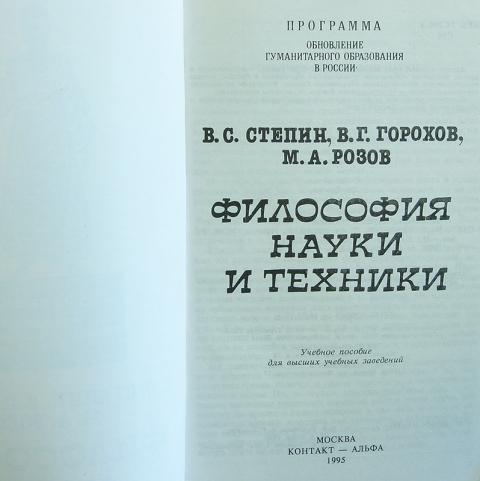 ПРОГРАММА
ОБНОВЛЕНИЕ
ГУМАНИТАРНОГО ОБРАЗОВАНИЯ
В РОССИИ
В. С. СТЕПИН, В. Г. ГОРОХОВ,
М. А. РОЗОВ
ФИЛОСОФИЯ
НАУКИ
И ТЕХНИКИ
Учебное пособие
для высших учебных заведений
МОСКВА
КОНТАКТ — АЛЬФА
1995